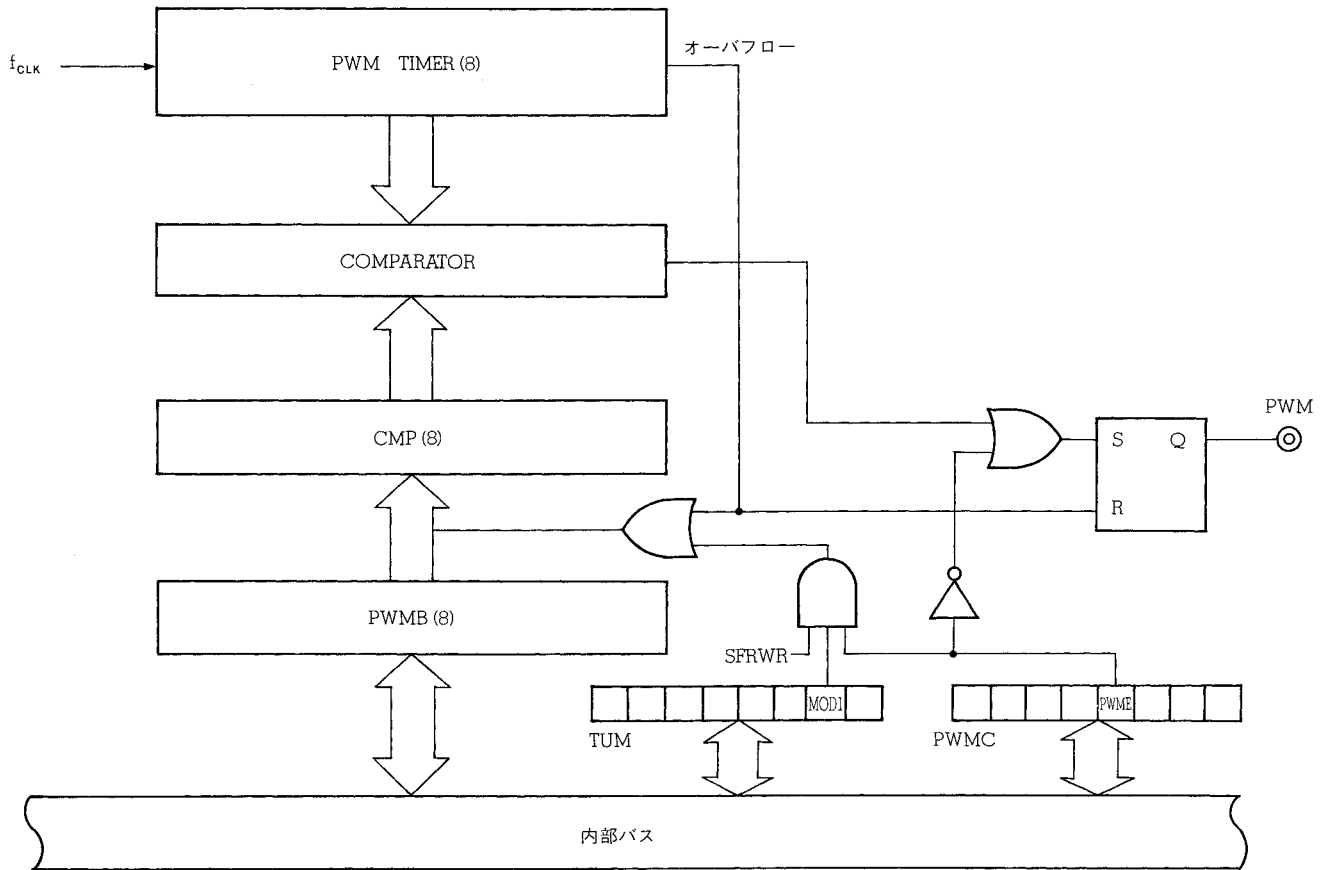 オーバフロー
f_CLK
PWM TIMER (8)
COMPARATOR
CMP (8)
PWM
S Q
R
PWMB (8)
SFRWR
MOD1
PWME
TUM
PWMC
内部バス